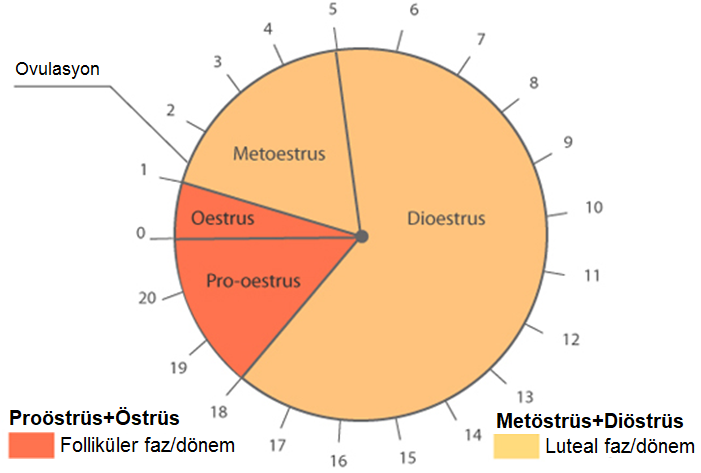 5
4
6
3
7
Ovulasyon
8
2
Metoestrus
9
1
Oestrus
Dioestrus
10
0
Pro-oestrus
11
20
12
19
13
18
14
17
16
15
Proöstrüs+Östrüs
Folliküler faz/dönem
Metöstrüs+Diöstrüs
Luteal faz/dönem